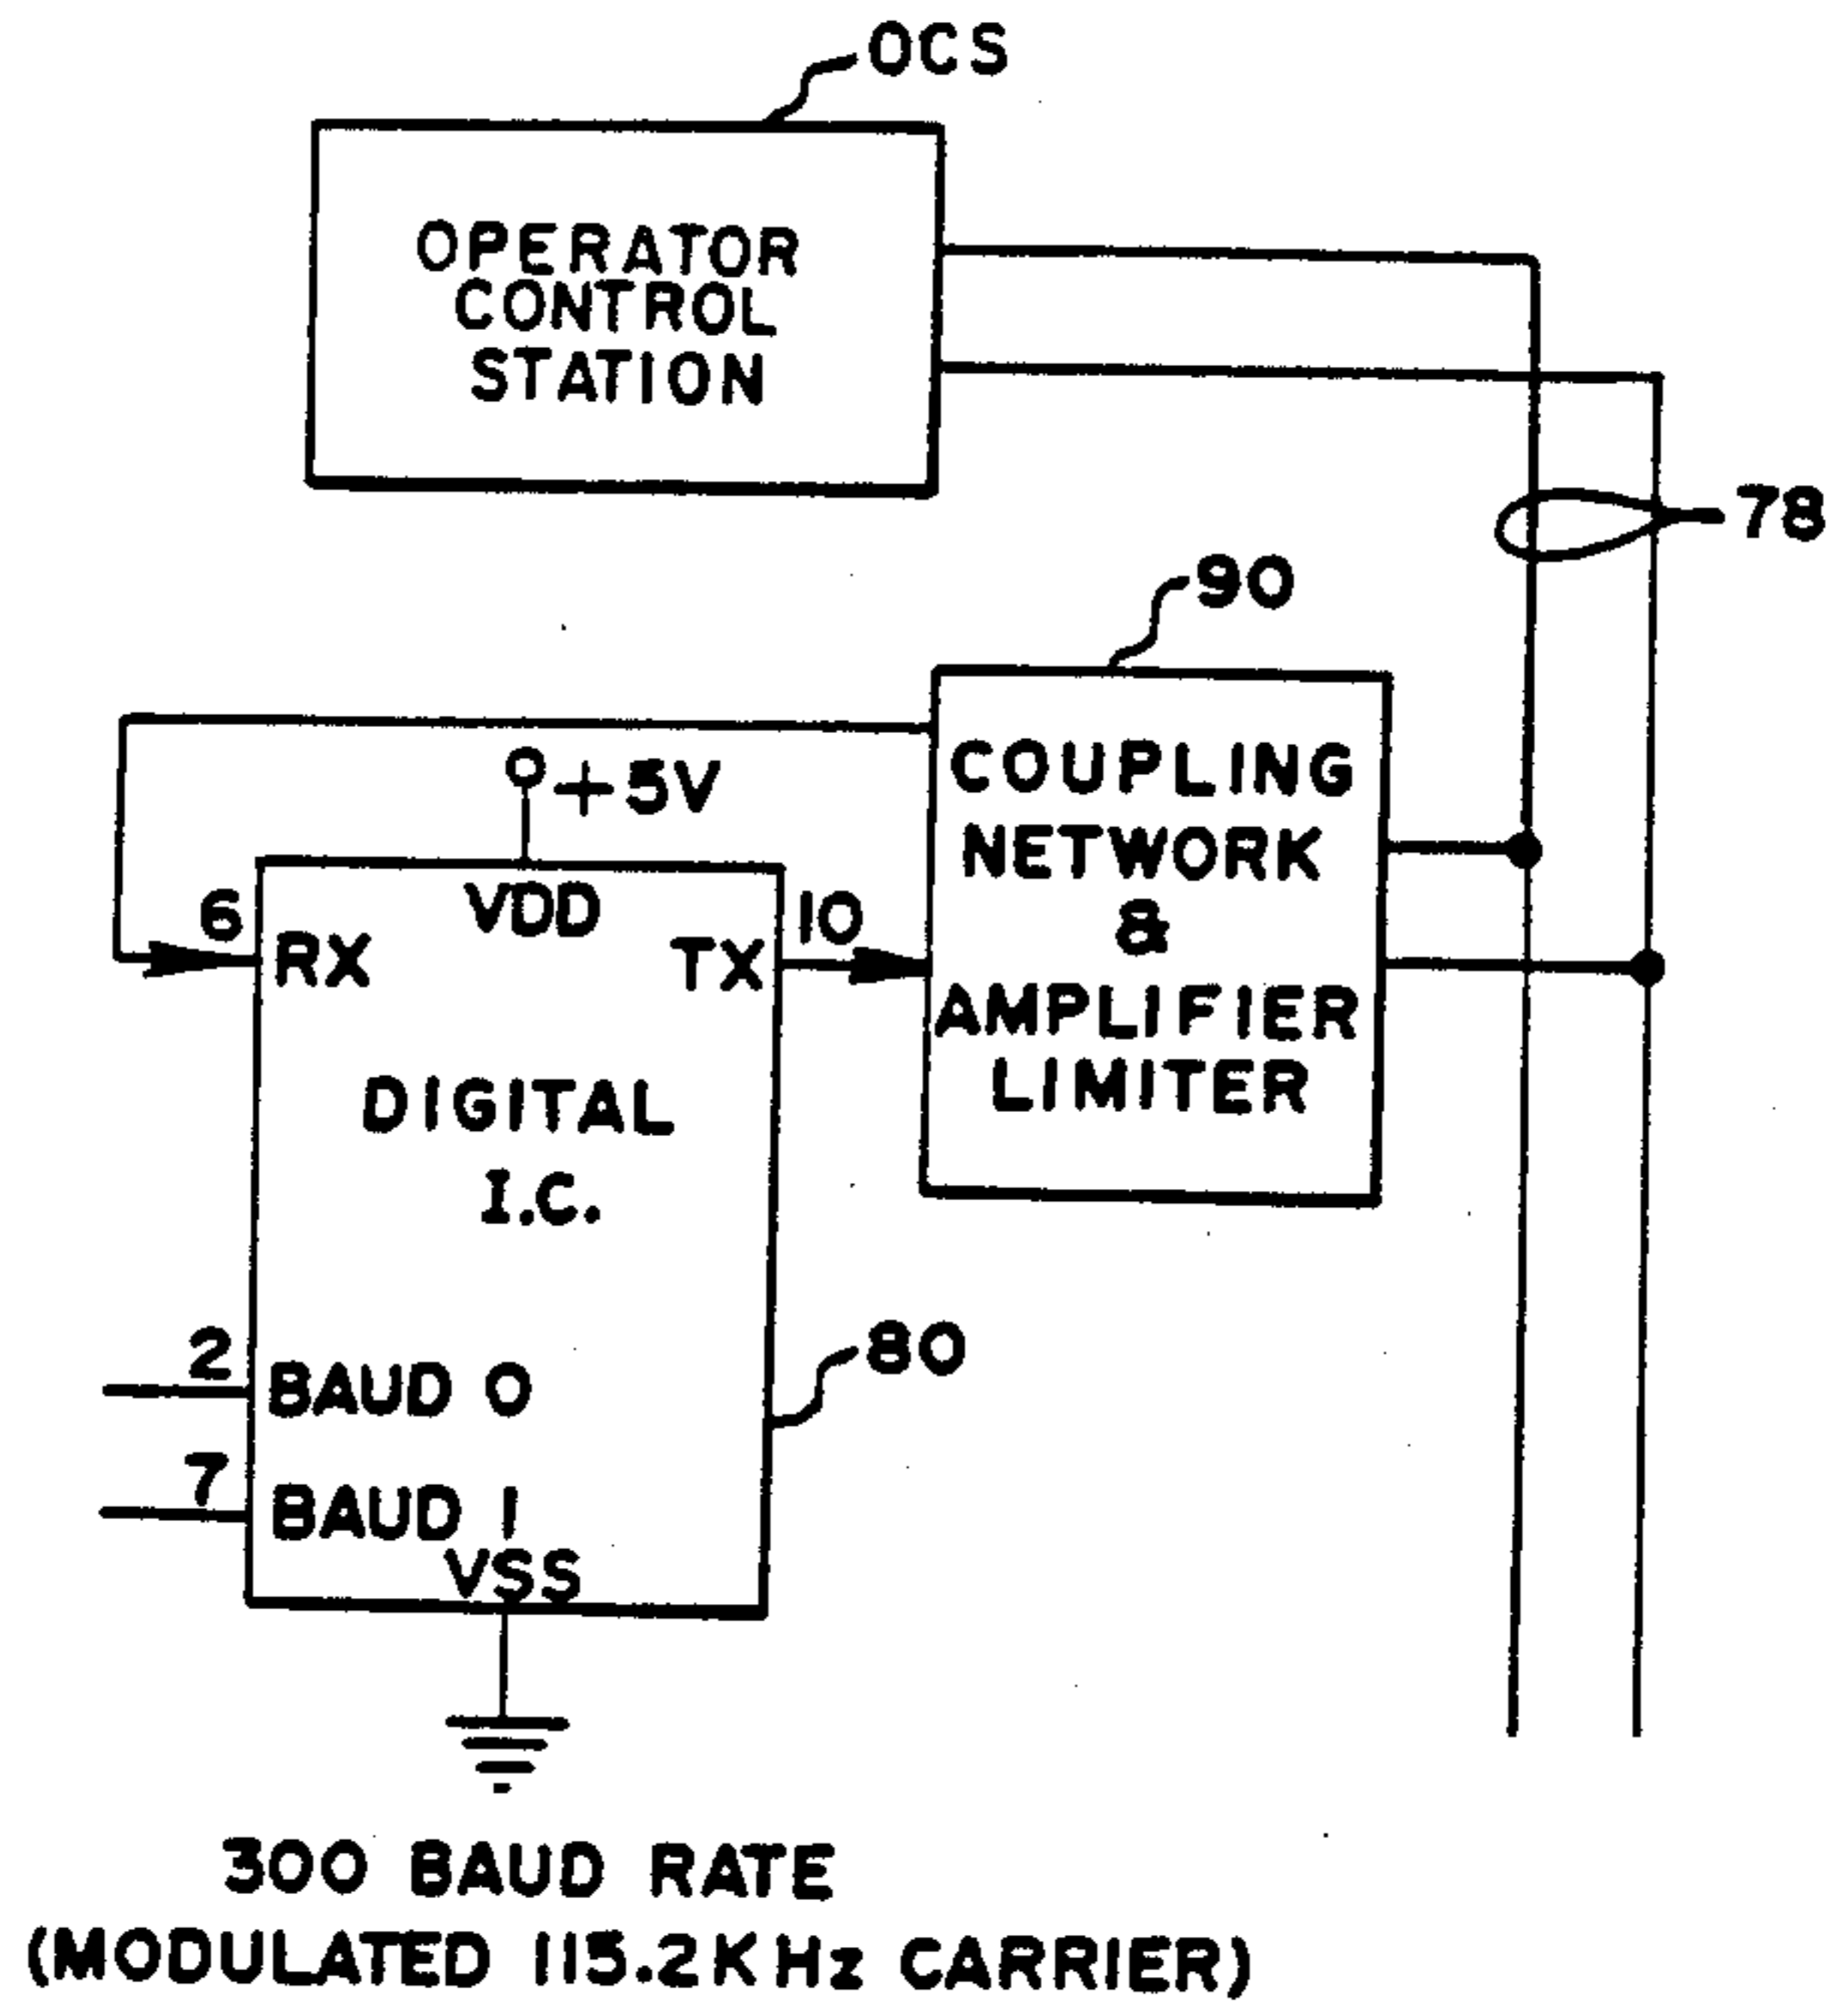 OCS
OPERATOR
CONTROL
STATION
78
90
COUPLING
NETWORK
&
AMPLIFIER
LIMITER
+5V
VDD
6
RX
TX
10
DIGITAL
I.C.
80
2
BAUD 0
7
BAUD 1
VSS
300 BAUD RATE
(MODULATED 115.2KHz CARRIER)